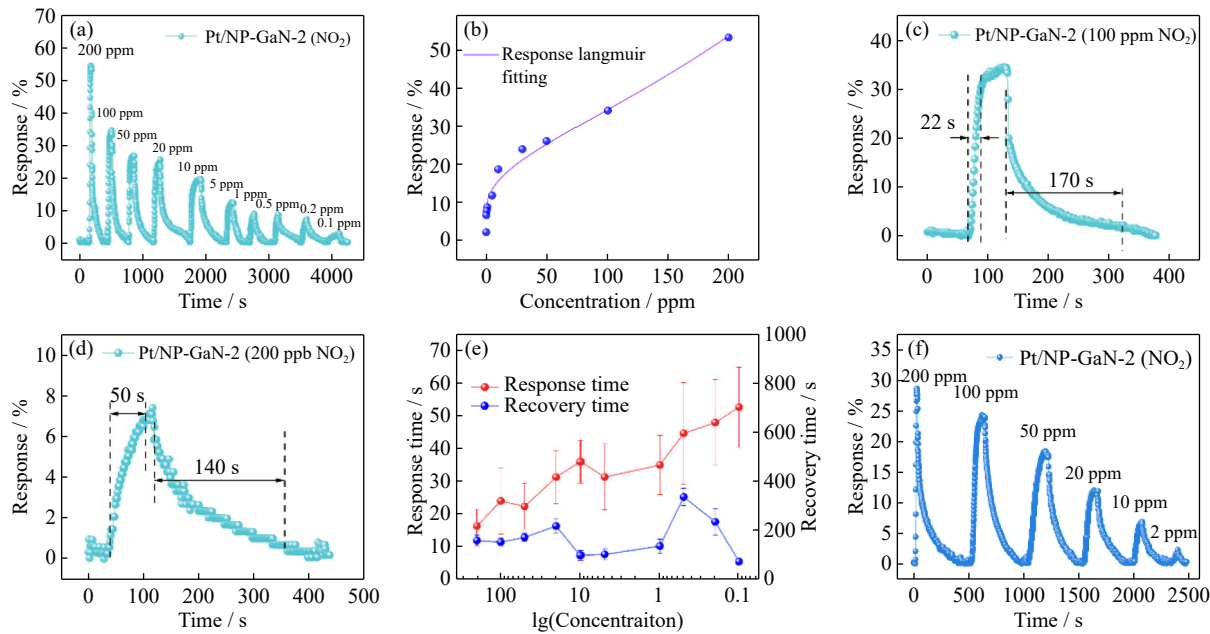 (a)
Pt/NP-GaN-2 (NO₂)
200 ppm
100 ppm
50 ppm
20 ppm
10 ppm
5 ppm
1 ppm
0.5 ppm
0.2 ppm
0.1 ppm
Response / %
70
60
50
40
30
20
10
0
0 1000 2000 3000 4000
Time / s
(b)
Response langmuir
fitting
Response / %
50
40
30
20
10
0
0 50 100 150 200
Concentration / ppm
(c)
Pt/NP-GaN-2 (100 ppm NO₂)
22 s
170 s
Response / %
40
30
20
10
0
0 100 200 300 400
Time / s
(d)
Pt/NP-GaN-2 (200 ppb NO₂)
50 s
140 s
Response / %
10
8
6
4
2
0
0 100 200 300 400 500
Time / s
(e)
Response time
Recovery time
Response time / s
70
60
50
40
30
20
10
0
Recovery time / s
1000
800
600
400
200
0
100 10 1 0.1
lg(Concentraiton)
(f)
Pt/NP-GaN-2 (NO₂)
200 ppm
100 ppm
50 ppm
20 ppm
10 ppm
2 ppm
Response / %
35
30
25
20
15
10
5
0
0 500 1000 1500 2000 2500
Time / s